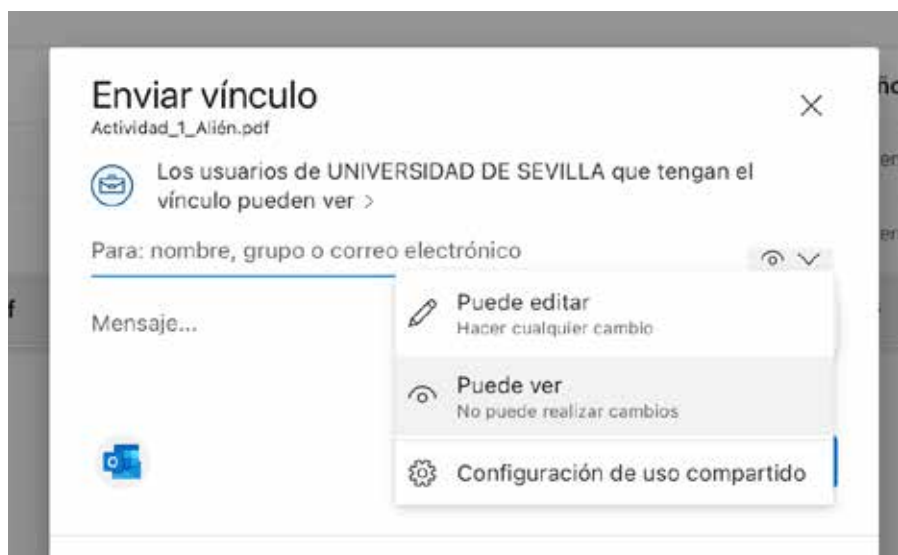 Enviar vínculo
Actividad_1_Alién.pdf
Los usuarios de UNIVERSIDAD DE SEVILLA que tengan el
vínculo pueden ver >
Para: nombre, grupo o correo electrónico
Mensaje...
Puede editar
Hacer cualquier cambio
Puede ver
No puede realizar cambios
Configuración de uso compartido